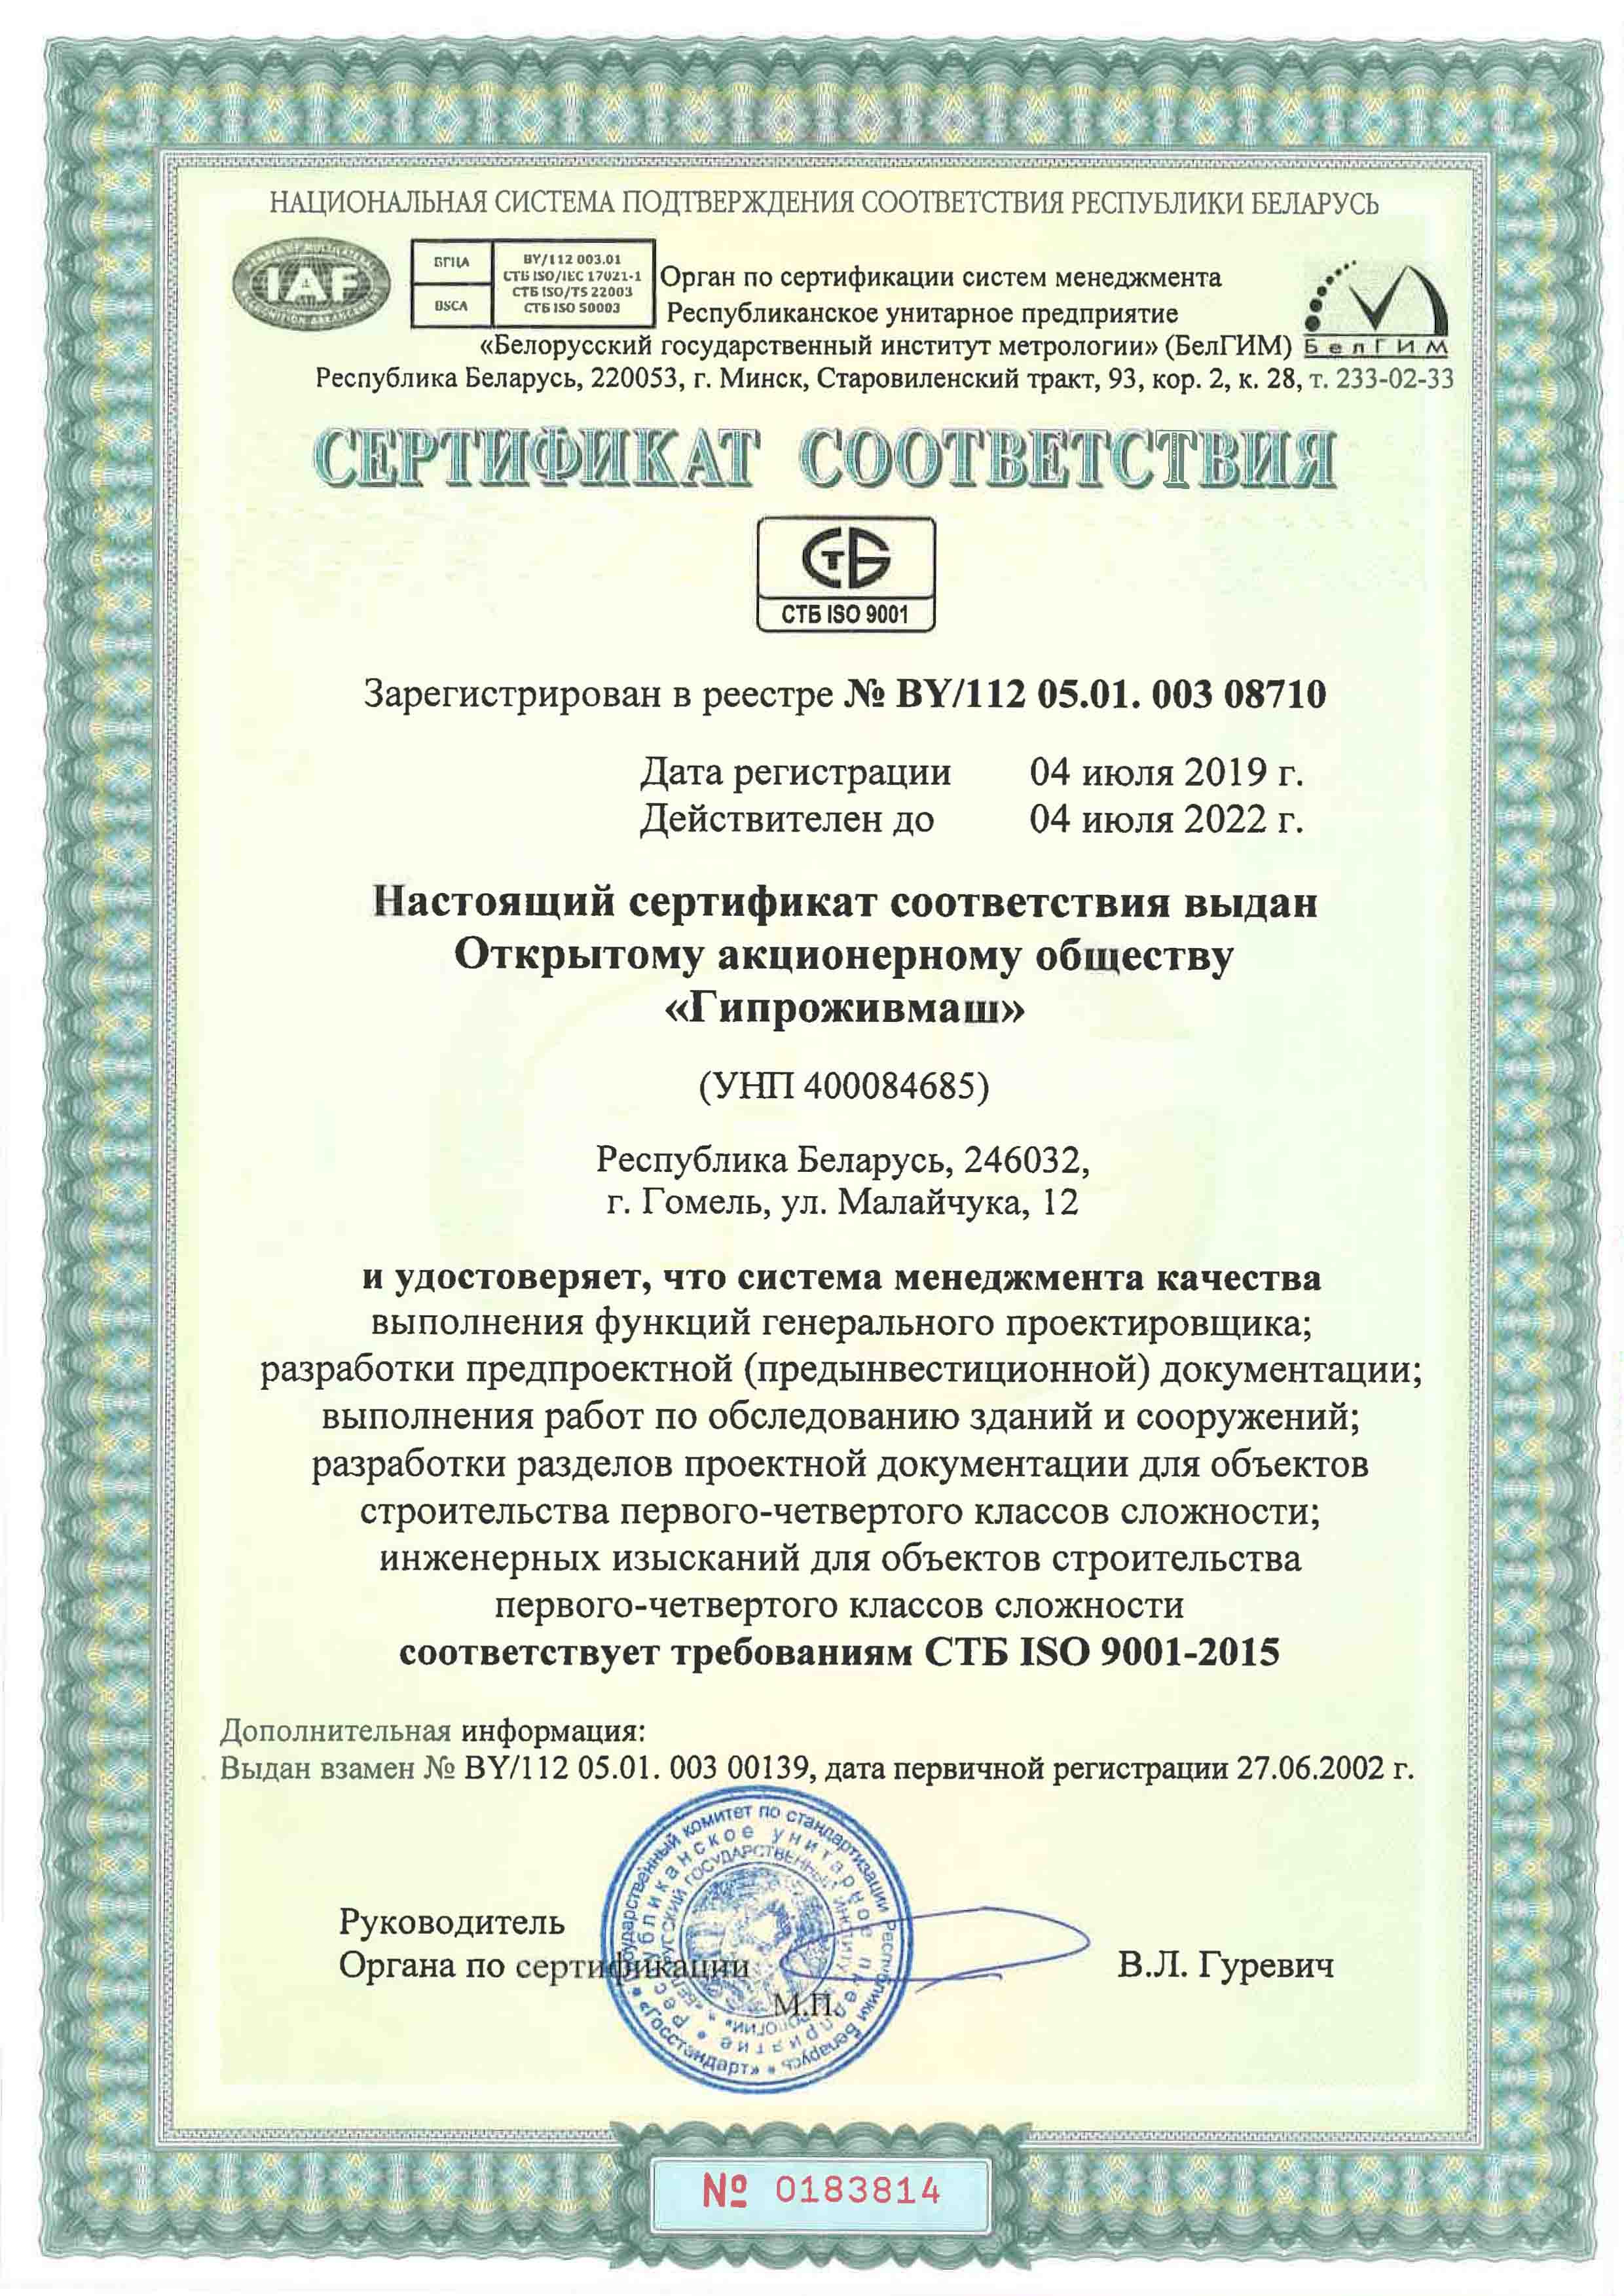 НАЦИОНАЛЬНАЯ СИСТЕМА ПОДТВЕРЖДЕНИЯ СООТВЕТСТВИЯ РЕСПУБЛИКИ БЕЛАРУСЬ
IAF
БГЦА
BSCA
BY/112 003.01
СТБ ISO/IEC 17021-1
СТБ ISO/TS 22003
СТБ ISO 50003
Орган по сертификации систем менеджмента
Республиканское унитарное предприятие
«Белорусский государственный институт метрологии» (БелГИМ)
БелГИМ
Республика Беларусь, 220053, г. Минск, Старовиленский тракт, 93, кор. 2, к. 28, т. 233-02-33
СЕРТИФИКАТ СООТВЕТСТВИЯ
СТБ
СТБ ISO 9001
Зарегистрирован в реестре № BY/112 05.01. 003 08710
Дата регистрации 04 июля 2019 г.
Действителен до 04 июля 2022 г.
Настоящий сертификат соответствия выдан
Открытому акционерному обществу
«Гипроживмаш»
(УНП 400084685)
Республика Беларусь, 246032,
г. Гомель, ул. Малайчука, 12
и удостоверяет, что система менеджмента качества
выполнения функций генерального проектировщика;
разработки предпроектной (предынвестиционной) документации;
выполнения работ по обследованию зданий и сооружений;
разработки разделов проектной документации для объектов
строительства первого-четвертого классов сложности;
инженерных изысканий для объектов строительства
первого-четвертого классов сложности
соответствует требованиям СТБ ISO 9001-2015
Дополнительная информация:
Выдан взамен № BY/112 05.01. 003 00139, дата первичной регистрации 27.06.2002 г.
Государственный комитет по стандартизации Республики Беларусь • «Госстандарт» •
Республиканское унитарное предприятие •
Руководитель
Органа по сертификации
М.П.
В.Л. Гуревич
№ 0183814